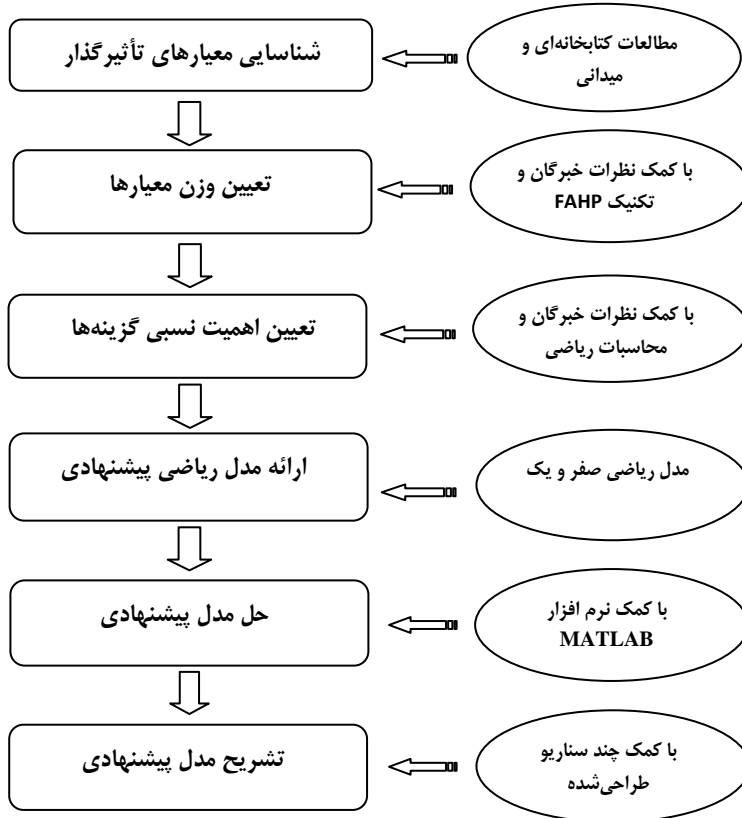 شناسایی معیارهای تأثیرگذار
مطالعات کتابخانه‌ای و
میدانی
تعیین وزن معیارها
با کمک نظرات خبرگان و
تکنیک FAHP
تعیین اهمیت نسبی گزینه‌ها
با کمک نظرات خبرگان و
محاسبات ریاضی
ارائه مدل ریاضی پیشنهادی
مدل ریاضی صفر و یک
حل مدل پیشنهادی
با کمک نرم افزار
MATLAB
تشریح مدل پیشنهادی
با کمک چند سناریو
طراحی‌شده